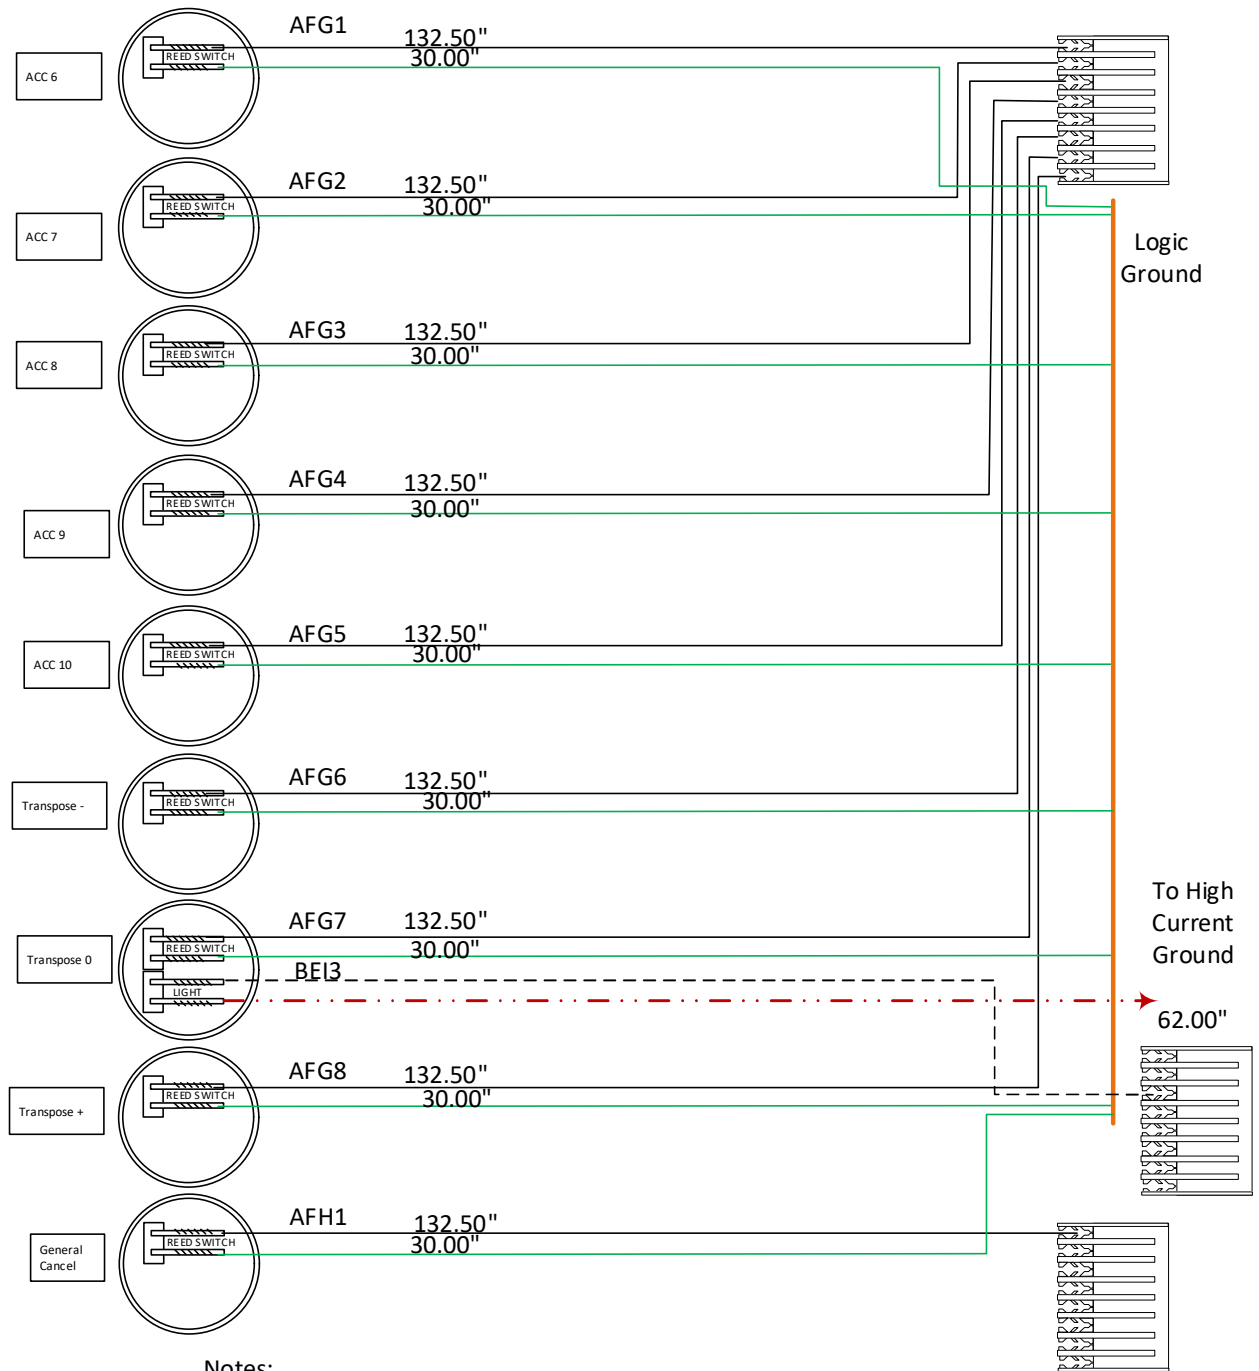 AFG1
132.50"
30.00"
REED SWITCH
ACC 6
AFG2
132.50"
30.00"
REED SWITCH
ACC 7
Logic
Ground
AFG3
132.50"
30.00"
REED SWITCH
ACC 8
AFG4
132.50"
30.00"
REED SWITCH
ACC 9
AFG5
132.50"
30.00"
REED SWITCH
ACC 10
AFG6
132.50"
30.00"
REED SWITCH
Transpose -
To High
Current
Ground
62.00"
AFG7
132.50"
30.00"
REED SWITCH
Transpose 0
BEI3
LIGHT
AFG8
132.50"
30.00"
REED SWITCH
Transpose +
AFH1
132.50"
30.00"
REED SWITCH
General
Cancel
Notes: